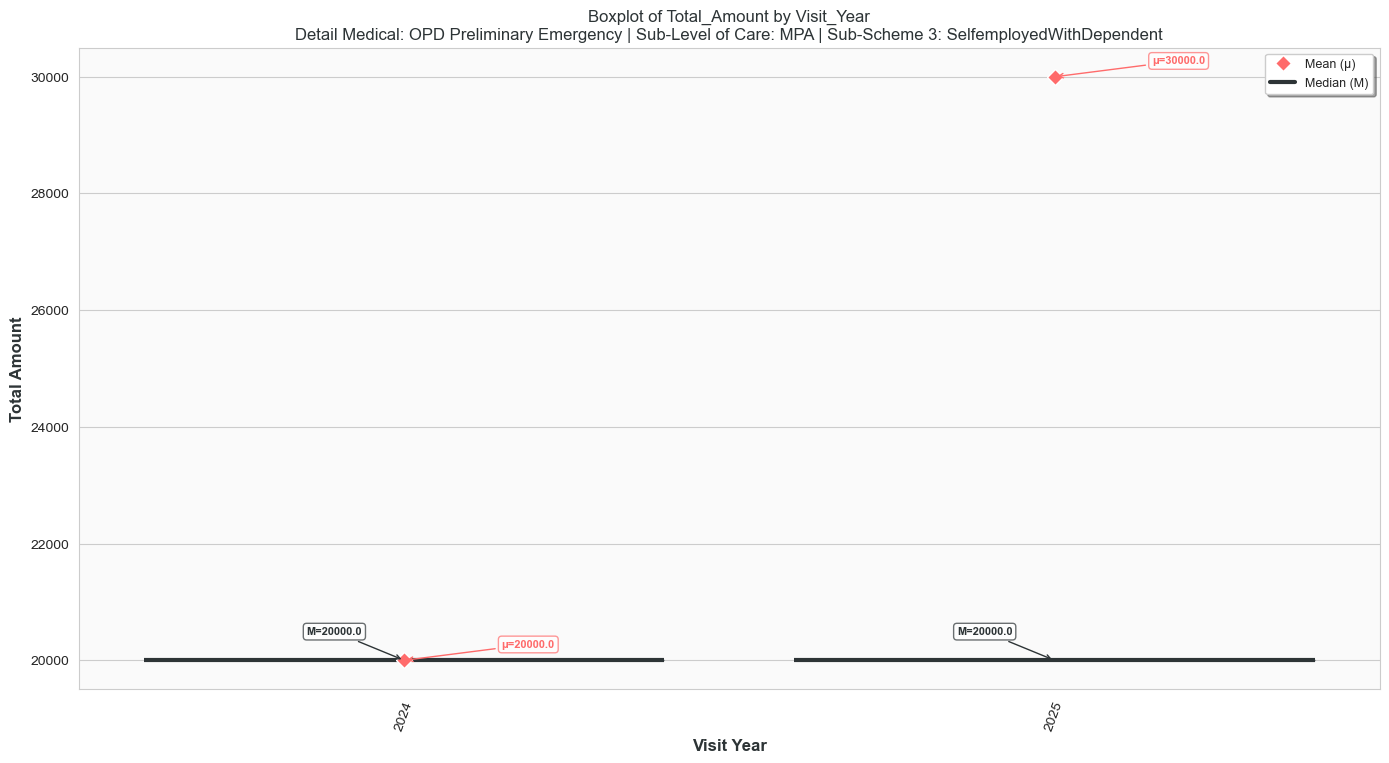 Boxplot of Total_Amount by Visit_Year
Detail Medical: OPD Preliminary Emergency | Sub-Level of Care: MPA | Sub-Scheme 3: SelfemployedWithDependent
Mean (μ)
Median (M)
μ=30000.0
30000
28000
26000
24000
22000
20000
Total Amount
M=20000.0
μ=20000.0
M=20000.0
2024
2025
Visit Year